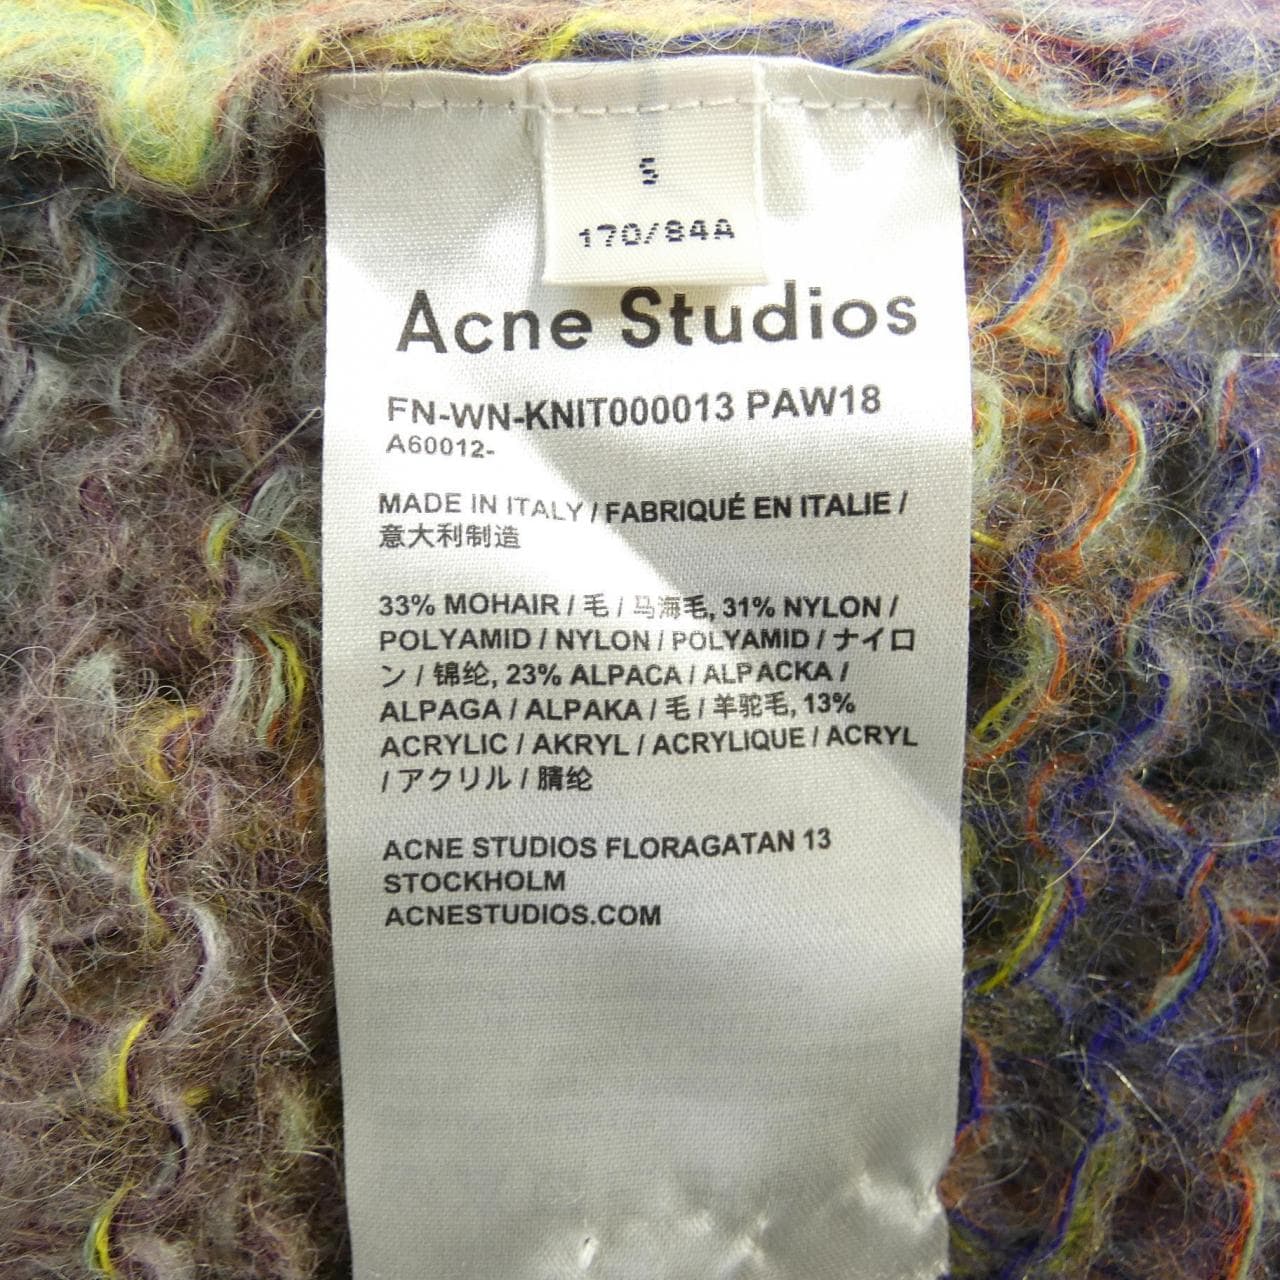 S
170/84A
Acne Studios
FN-WN-KNIT000013 PAW18
A60012-
MADE IN ITALY / FABRIQUÉ EN ITALIE /
意大利制造
33% MOHAIR / 毛 / 马海毛, 31% NYLON /
POLYAMID / NYLON / POLYAMID / ナイロ
ン / 锦纶, 23% ALPACA / ALPACKA /
ALPAGA / ALPAKA / 毛 / 羊驼毛, 13%
ACRYLIC / AKRYL / ACRYLIQUE / ACRYL
/ アクリル / 腈纶
ACNE STUDIOS FLORAGATAN 13
STOCKHOLM
ACNESTUDIOS.COM